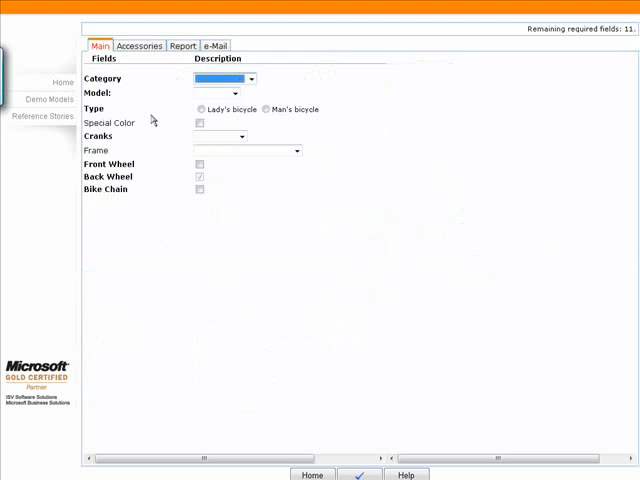 Remaining required fields: 11.
Main Accessories Report e-Mail
Fields Description
Home
Demo Models
Reference Stories
Category
Model:
Type Lady's bicycle Man's bicycle
Special Color
Cranks
Frame
Front Wheel
Back Wheel
Bike Chain
Microsoft
GOLD CERTIFIED
Partner
ISV Software Solutions
Microsoft Business Solutions
Home Help